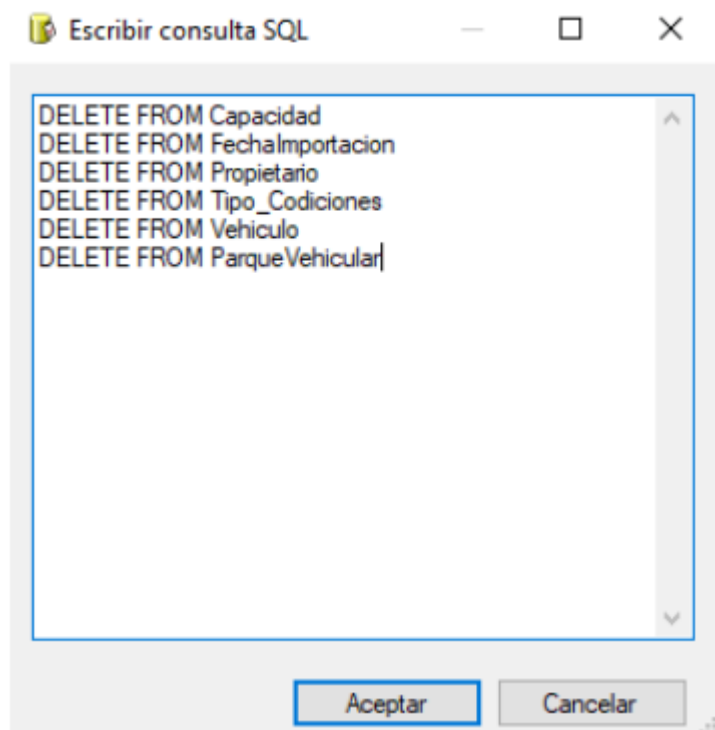 Escribir consulta SQL
DELETE FROM Capacidad
DELETE FROM FechaImportacion
DELETE FROM Propietario
DELETE FROM Tipo_Codiciones
DELETE FROM Vehiculo
DELETE FROM ParqueVehicular
Aceptar Cancelar